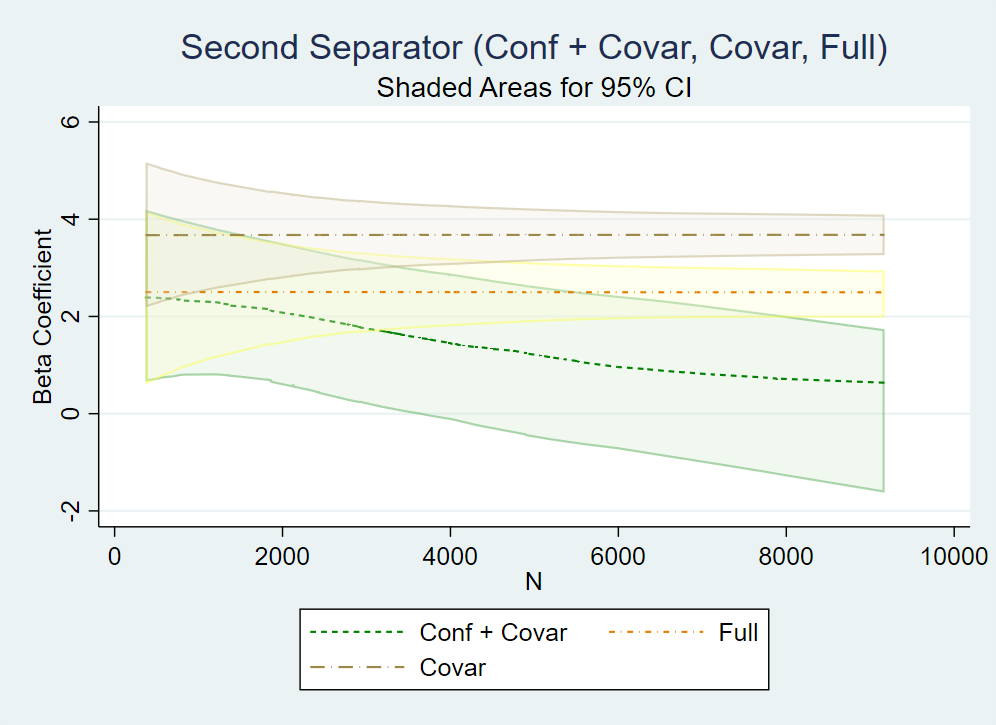 Second Separator (Conf + Covar, Covar, Full)
Shaded Areas for 95% CI
Beta Coefficient
6
4
2
0
-2
0 2000 4000 6000 8000 10000
N
Conf + Covar Full
Covar